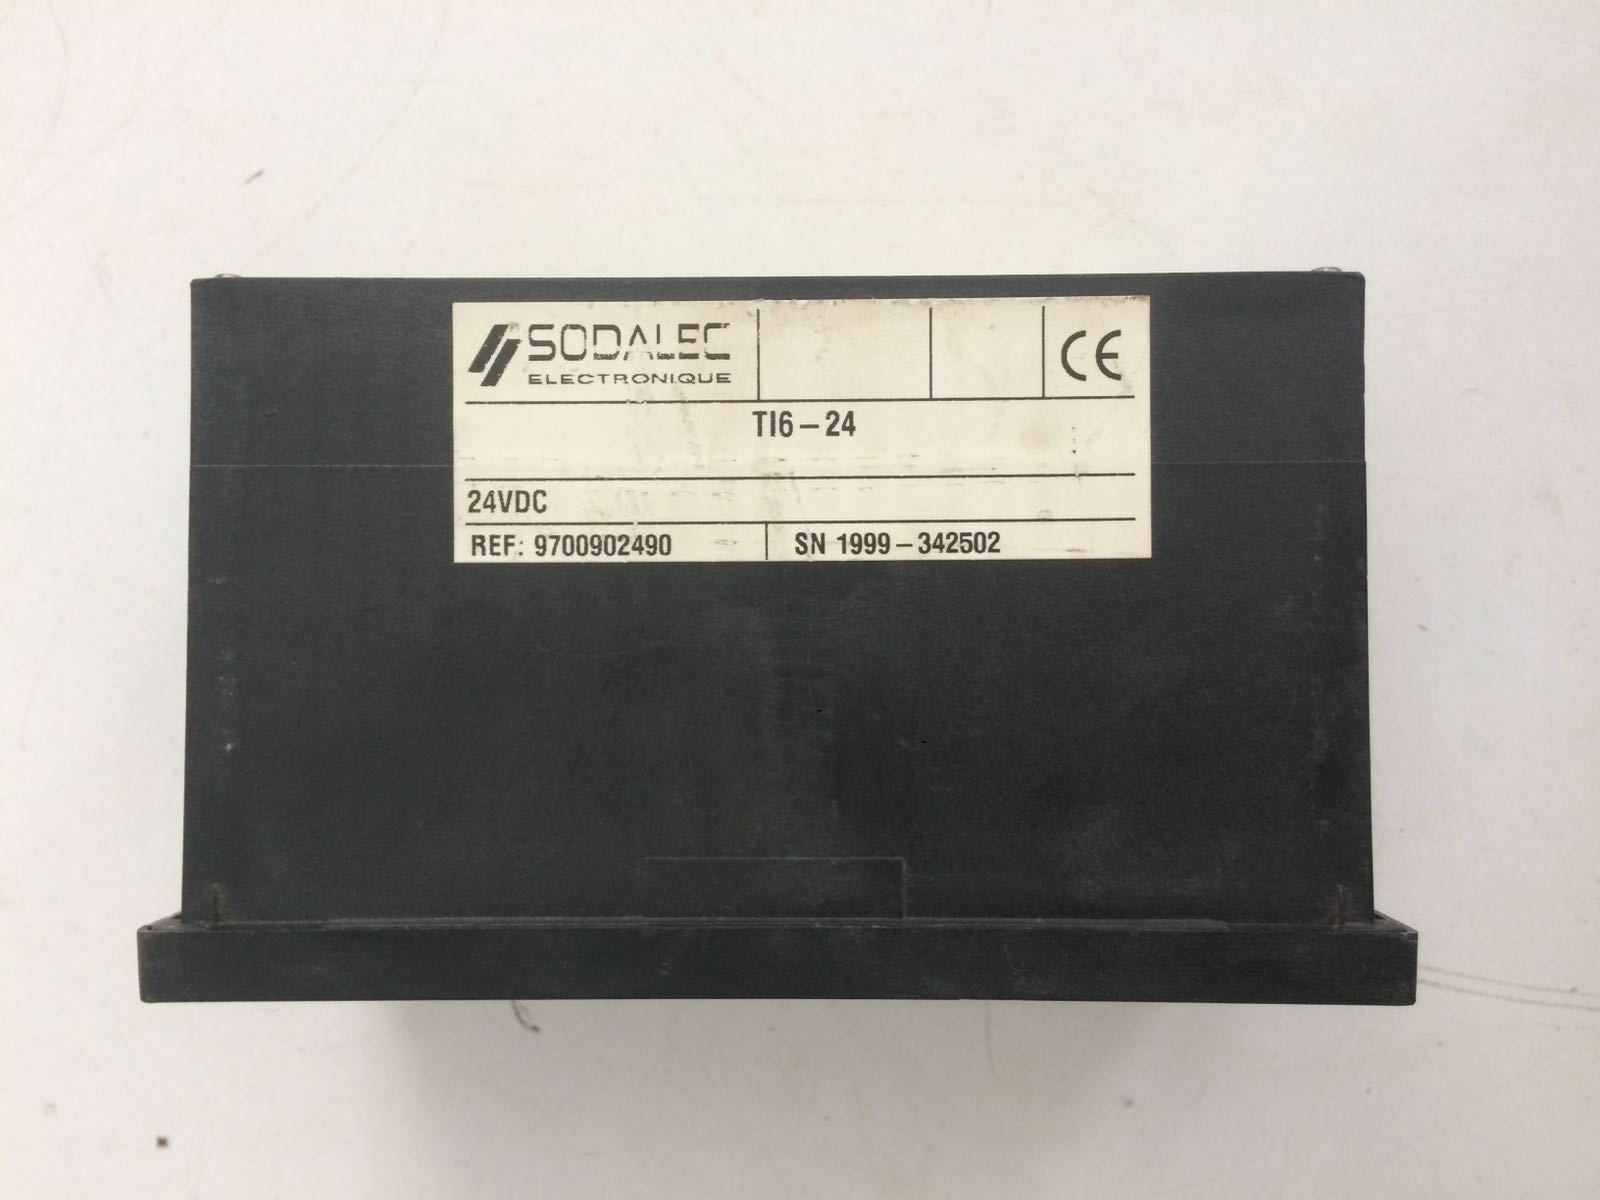 SODALEC
ELECTRONIQUE
CE
TI6-24
24VDC
REF: 9700902490
SN 1999-342502